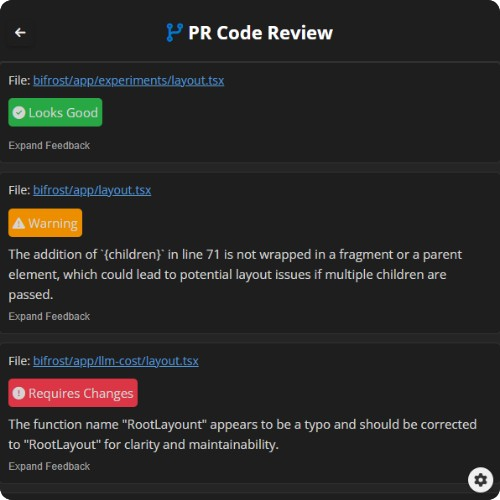 PR Code Review
File: bifrost/app/experiments/layout.tsx
Looks Good
Expand Feedback
File: bifrost/app/layout.tsx
Warning
The addition of `{children}` in line 71 is not wrapped in a fragment or a parent
element, which could lead to potential layout issues if multiple children are
passed.
Expand Feedback
File: bifrost/app/llm-cost/layout.tsx
Requires Changes
The function name "RootLayount" appears to be a typo and should be corrected
to "RootLayout" for clarity and maintainability.
Expand Feedback